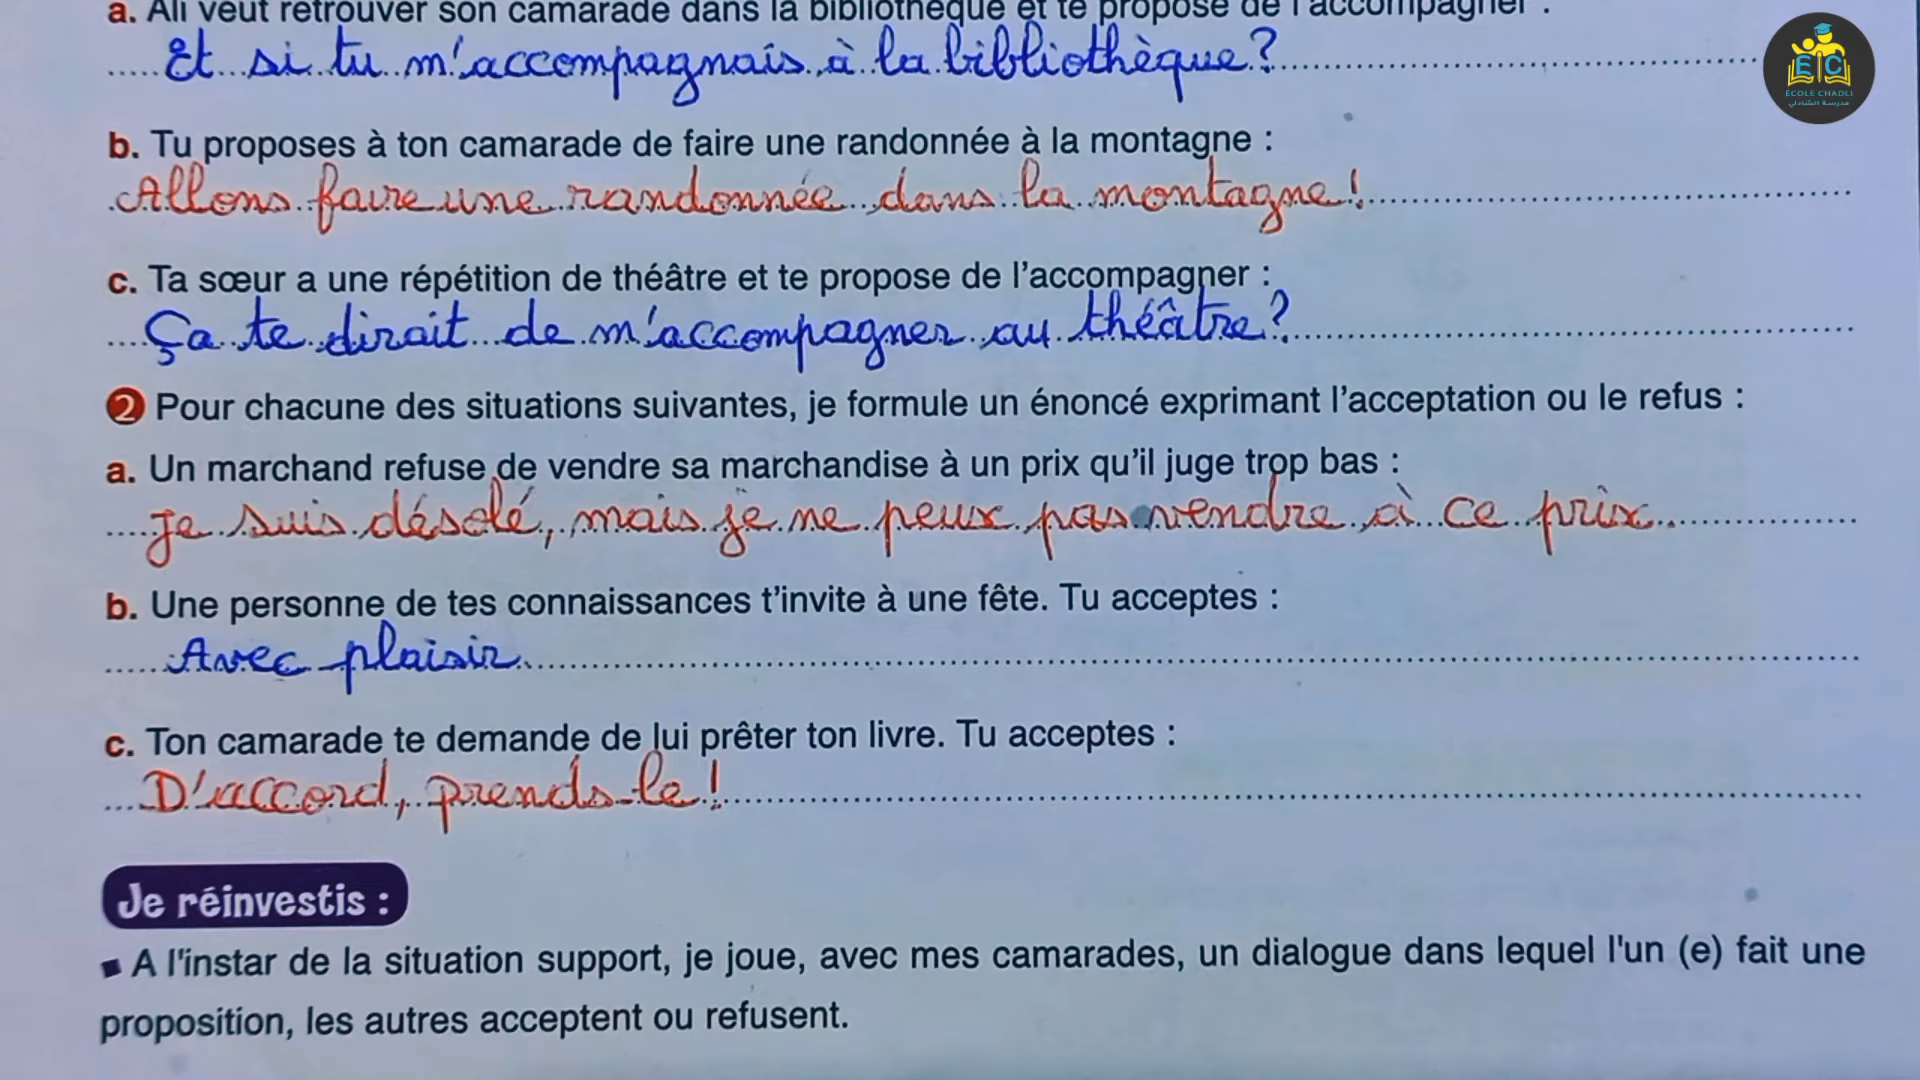 a. Ali veut retrouver son camarade dans la bibliothèque et te propose de l'accompagner :
Et si tu m'accompagnais à la bibliothèque ?
b. Tu proposes à ton camarade de faire une randonnée à la montagne :
Allons faire une randonnée dans la montagne !
c. Ta sœur a une répétition de théâtre et te propose de l'accompagner :
Ça te dirait de m'accompagner au théâtre ?
2 Pour chacune des situations suivantes, je formule un énoncé exprimant l'acceptation ou le refus :
a. Un marchand refuse de vendre sa marchandise à un prix qu'il juge trop bas :
Je suis désolé, mais je ne peux pas vendre à ce prix.
b. Une personne de tes connaissances t'invite à une fête. Tu acceptes :
Avec plaisir.
c. Ton camarade te demande de lui prêter ton livre. Tu acceptes :
D'accord, prends-le !
Je réinvestis :
A l'instar de la situation support, je joue, avec mes camarades, un dialogue dans lequel l'un (e) fait une
proposition, les autres acceptent ou refusent.
EC
ÉCOLE CHADLI
مدرسة الشاذلي